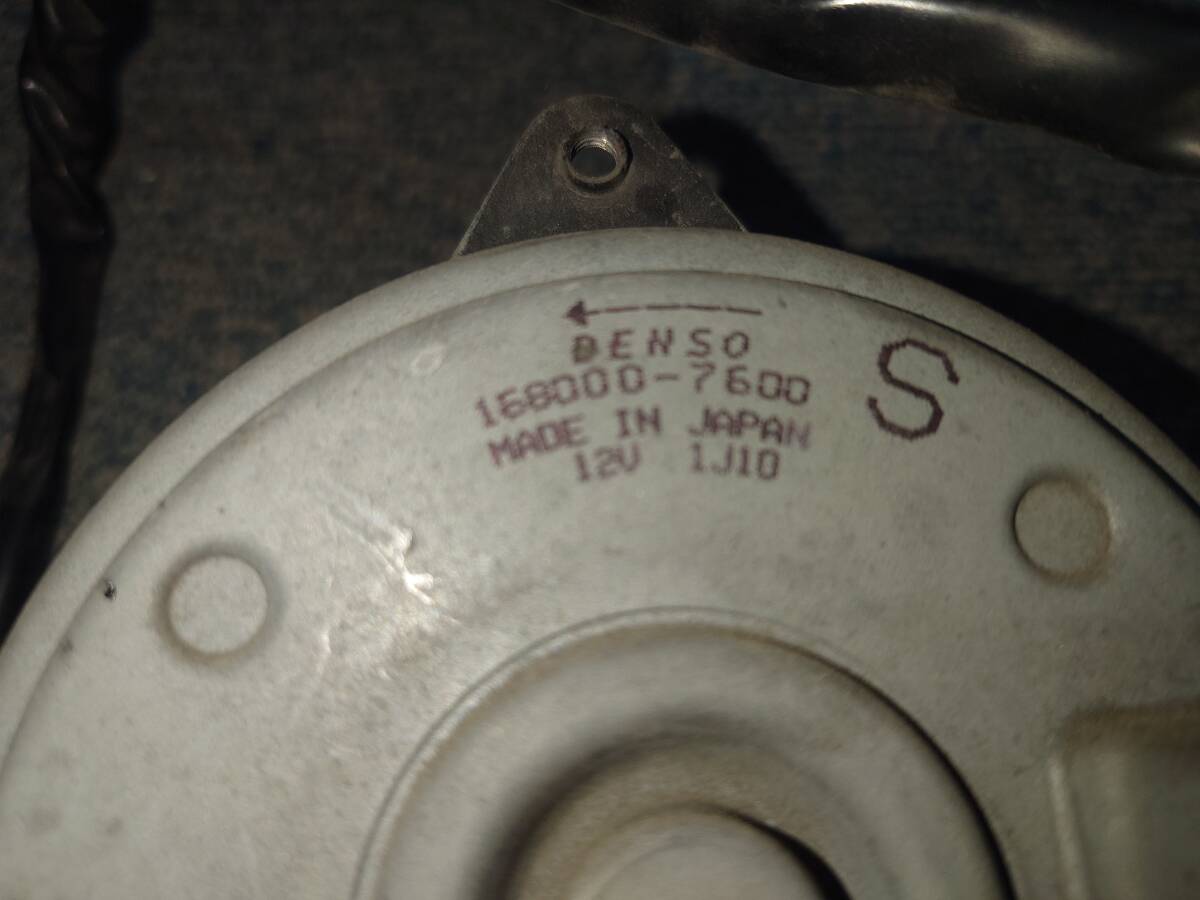 DENSO
S
168000-7600
MADE IN JAPAN
12V 1J10